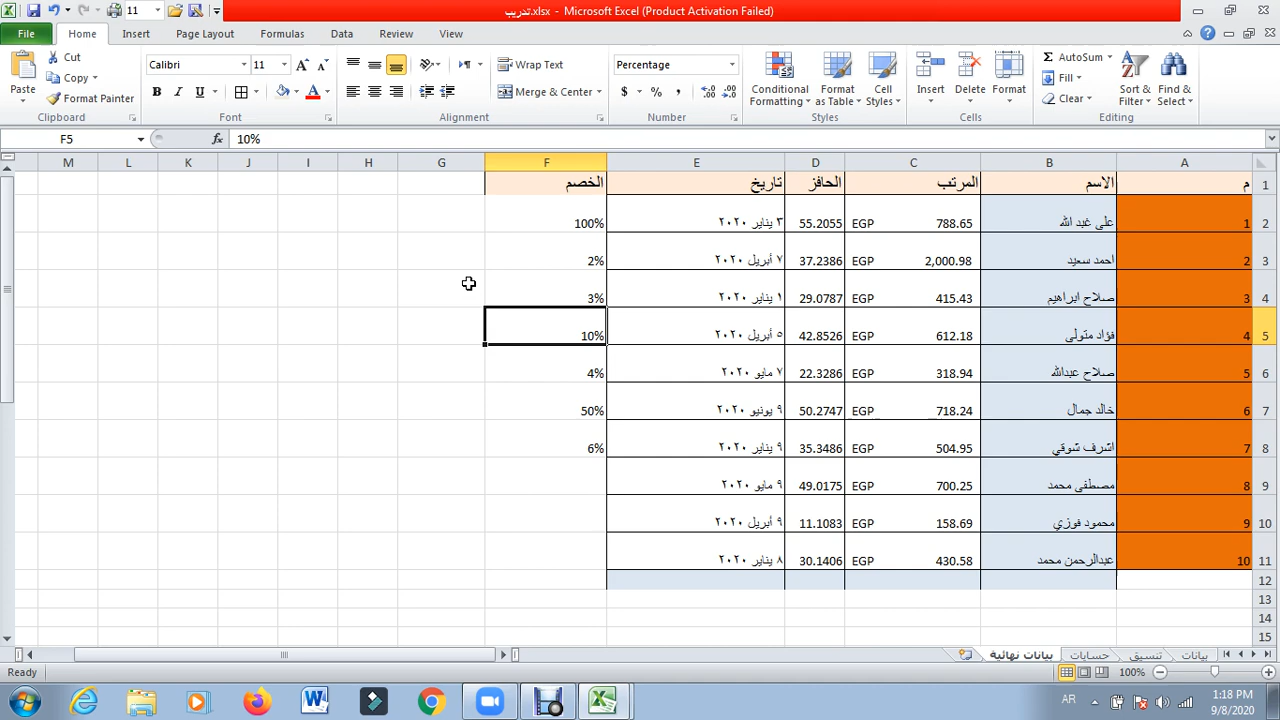 11
تدريب.xlsx - Microsoft Excel (Product Activation Failed)
File Home Insert Page Layout Formulas Data Review View
Paste
Cut
Copy
Format Painter
Clipboard
Calibri 11
B I U
Font
Wrap Text
Merge & Center
Alignment
Percentage
$ % ,
Number
Conditional Formatting
Format as Table
Cell Styles
Styles
Insert
Delete
Format
Cells
Σ AutoSum
Fill
Clear
Sort & Filter
Find & Select
Editing
F5 fx 10%
M L K J I H G F E D C B A
1 م الاسم المرتب الحافز تاريخ الخصم
2 1 على غبد الله EGP 788.65 55.2055 ٣ يناير ٢٠٢٠ 100%
3 2 احمد سعيد EGP 2,000.98 37.2386 ٧ أبريل ٢٠٢٠ 2%
4 3 صلاح ابراهيم EGP 415.43 29.0787 ١ يناير ٢٠٢٠ 3%
5 4 فؤاد متولى EGP 612.18 42.8526 ٥ أبريل ٢٠٢٠ 10%
6 5 صلاح عبدالله EGP 318.94 22.3286 ٧ مايو ٢٠٢٠ 4%
7 6 خالد جمال EGP 718.24 50.2747 ٩ يونيو ٢٠٢٠ 50%
8 7 اشرف شوقي EGP 504.95 35.3486 ٩ يناير ٢٠٢٠ 6%
9 8 مصطفى محمد EGP 700.25 49.0175 ٩ مايو ٢٠٢٠
10 9 محمود فوزي EGP 158.69 11.1083 ٩ أبريل ٢٠٢٠
11 10 عبدالرحمن محمد EGP 430.58 30.1406 ٨ يناير ٢٠٢٠
12
13
14
15
بيانات تنسيق حسابات بيانات نهائية
Ready 100%
AR 1:18 PM
9/8/2020